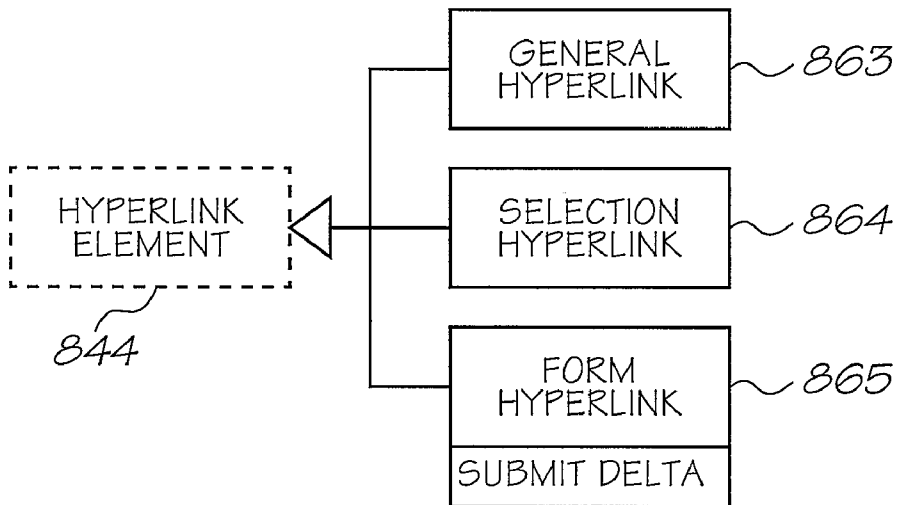 GENERAL
HYPERLINK
863
HYPERLINK
ELEMENT
844
SELECTION
HYPERLINK
864
FORM
HYPERLINK
865
SUBMIT DELTA